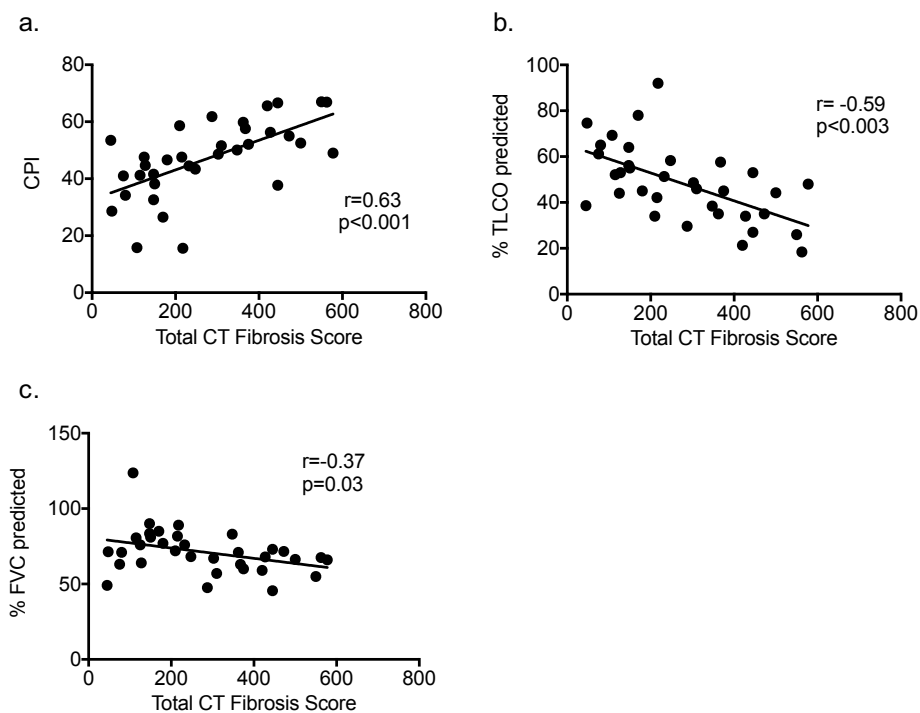 a.
80
60
40
20
0
CPI
r=0.63
p<0.001
0 200 400 600 800
Total CT Fibrosis Score
b.
100
80
60
40
20
0
% TLCO predicted
r= -0.59
p<0.003
0 200 400 600 800
Total CT Fibrosis Score
c.
150
100
50
0
% FVC predicted
r=-0.37
p=0.03
0 200 400 600 800
Total CT Fibrosis Score